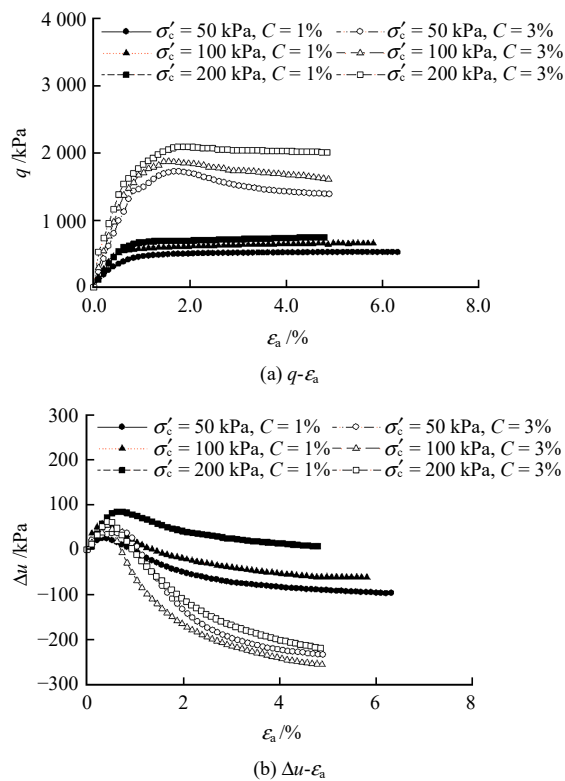 σ′c = 50 kPa, C = 1% σ′c = 50 kPa, C = 3%
σ′c = 100 kPa, C = 1% σ′c = 100 kPa, C = 3%
σ′c = 200 kPa, C = 1% σ′c = 200 kPa, C = 3%
4 000
3 000
2 000
1 000
0
q /kPa
0.0 2.0 4.0 6.0 8.0
εa /%
(a) q-εa
σ′c = 50 kPa, C = 1% σ′c = 50 kPa, C = 3%
σ′c = 100 kPa, C = 1% σ′c = 100 kPa, C = 3%
σ′c = 200 kPa, C = 1% σ′c = 200 kPa, C = 3%
300
200
100
0
−100
−200
−300
Δu /kPa
0 2 4 6 8
εa /%
(b) Δu-εa